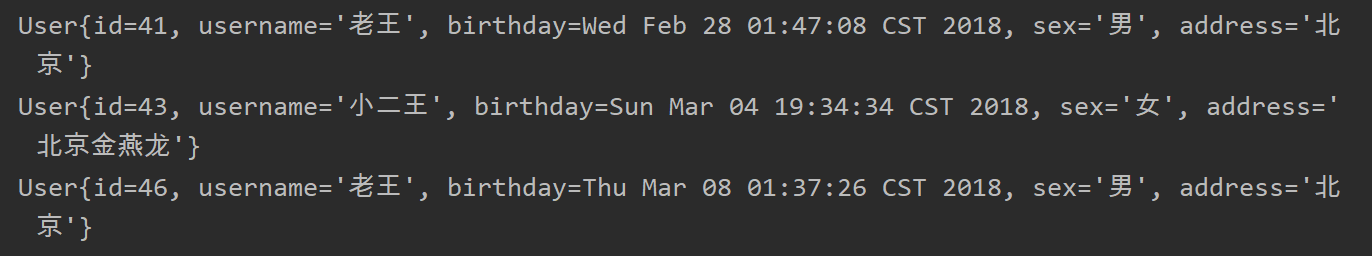 User{id=41, username='老王', birthday=Wed Feb 28 01:47:08 CST 2018, sex='男', address='北
京'}
User{id=43, username='小二王', birthday=Sun Mar 04 19:34:34 CST 2018, sex='女', address='
北京金燕龙'}
User{id=46, username='老王', birthday=Thu Mar 08 01:37:26 CST 2018, sex='男', address='北
京'}